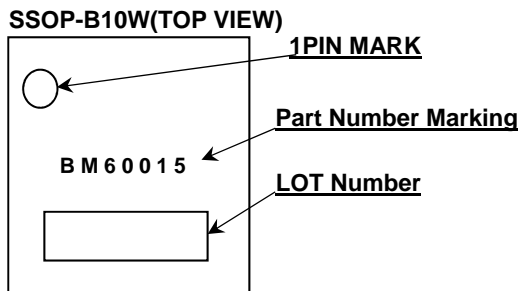 SSOP-B10W(TOP VIEW)
1PIN MARK
Part Number Marking
BM60015
LOT Number